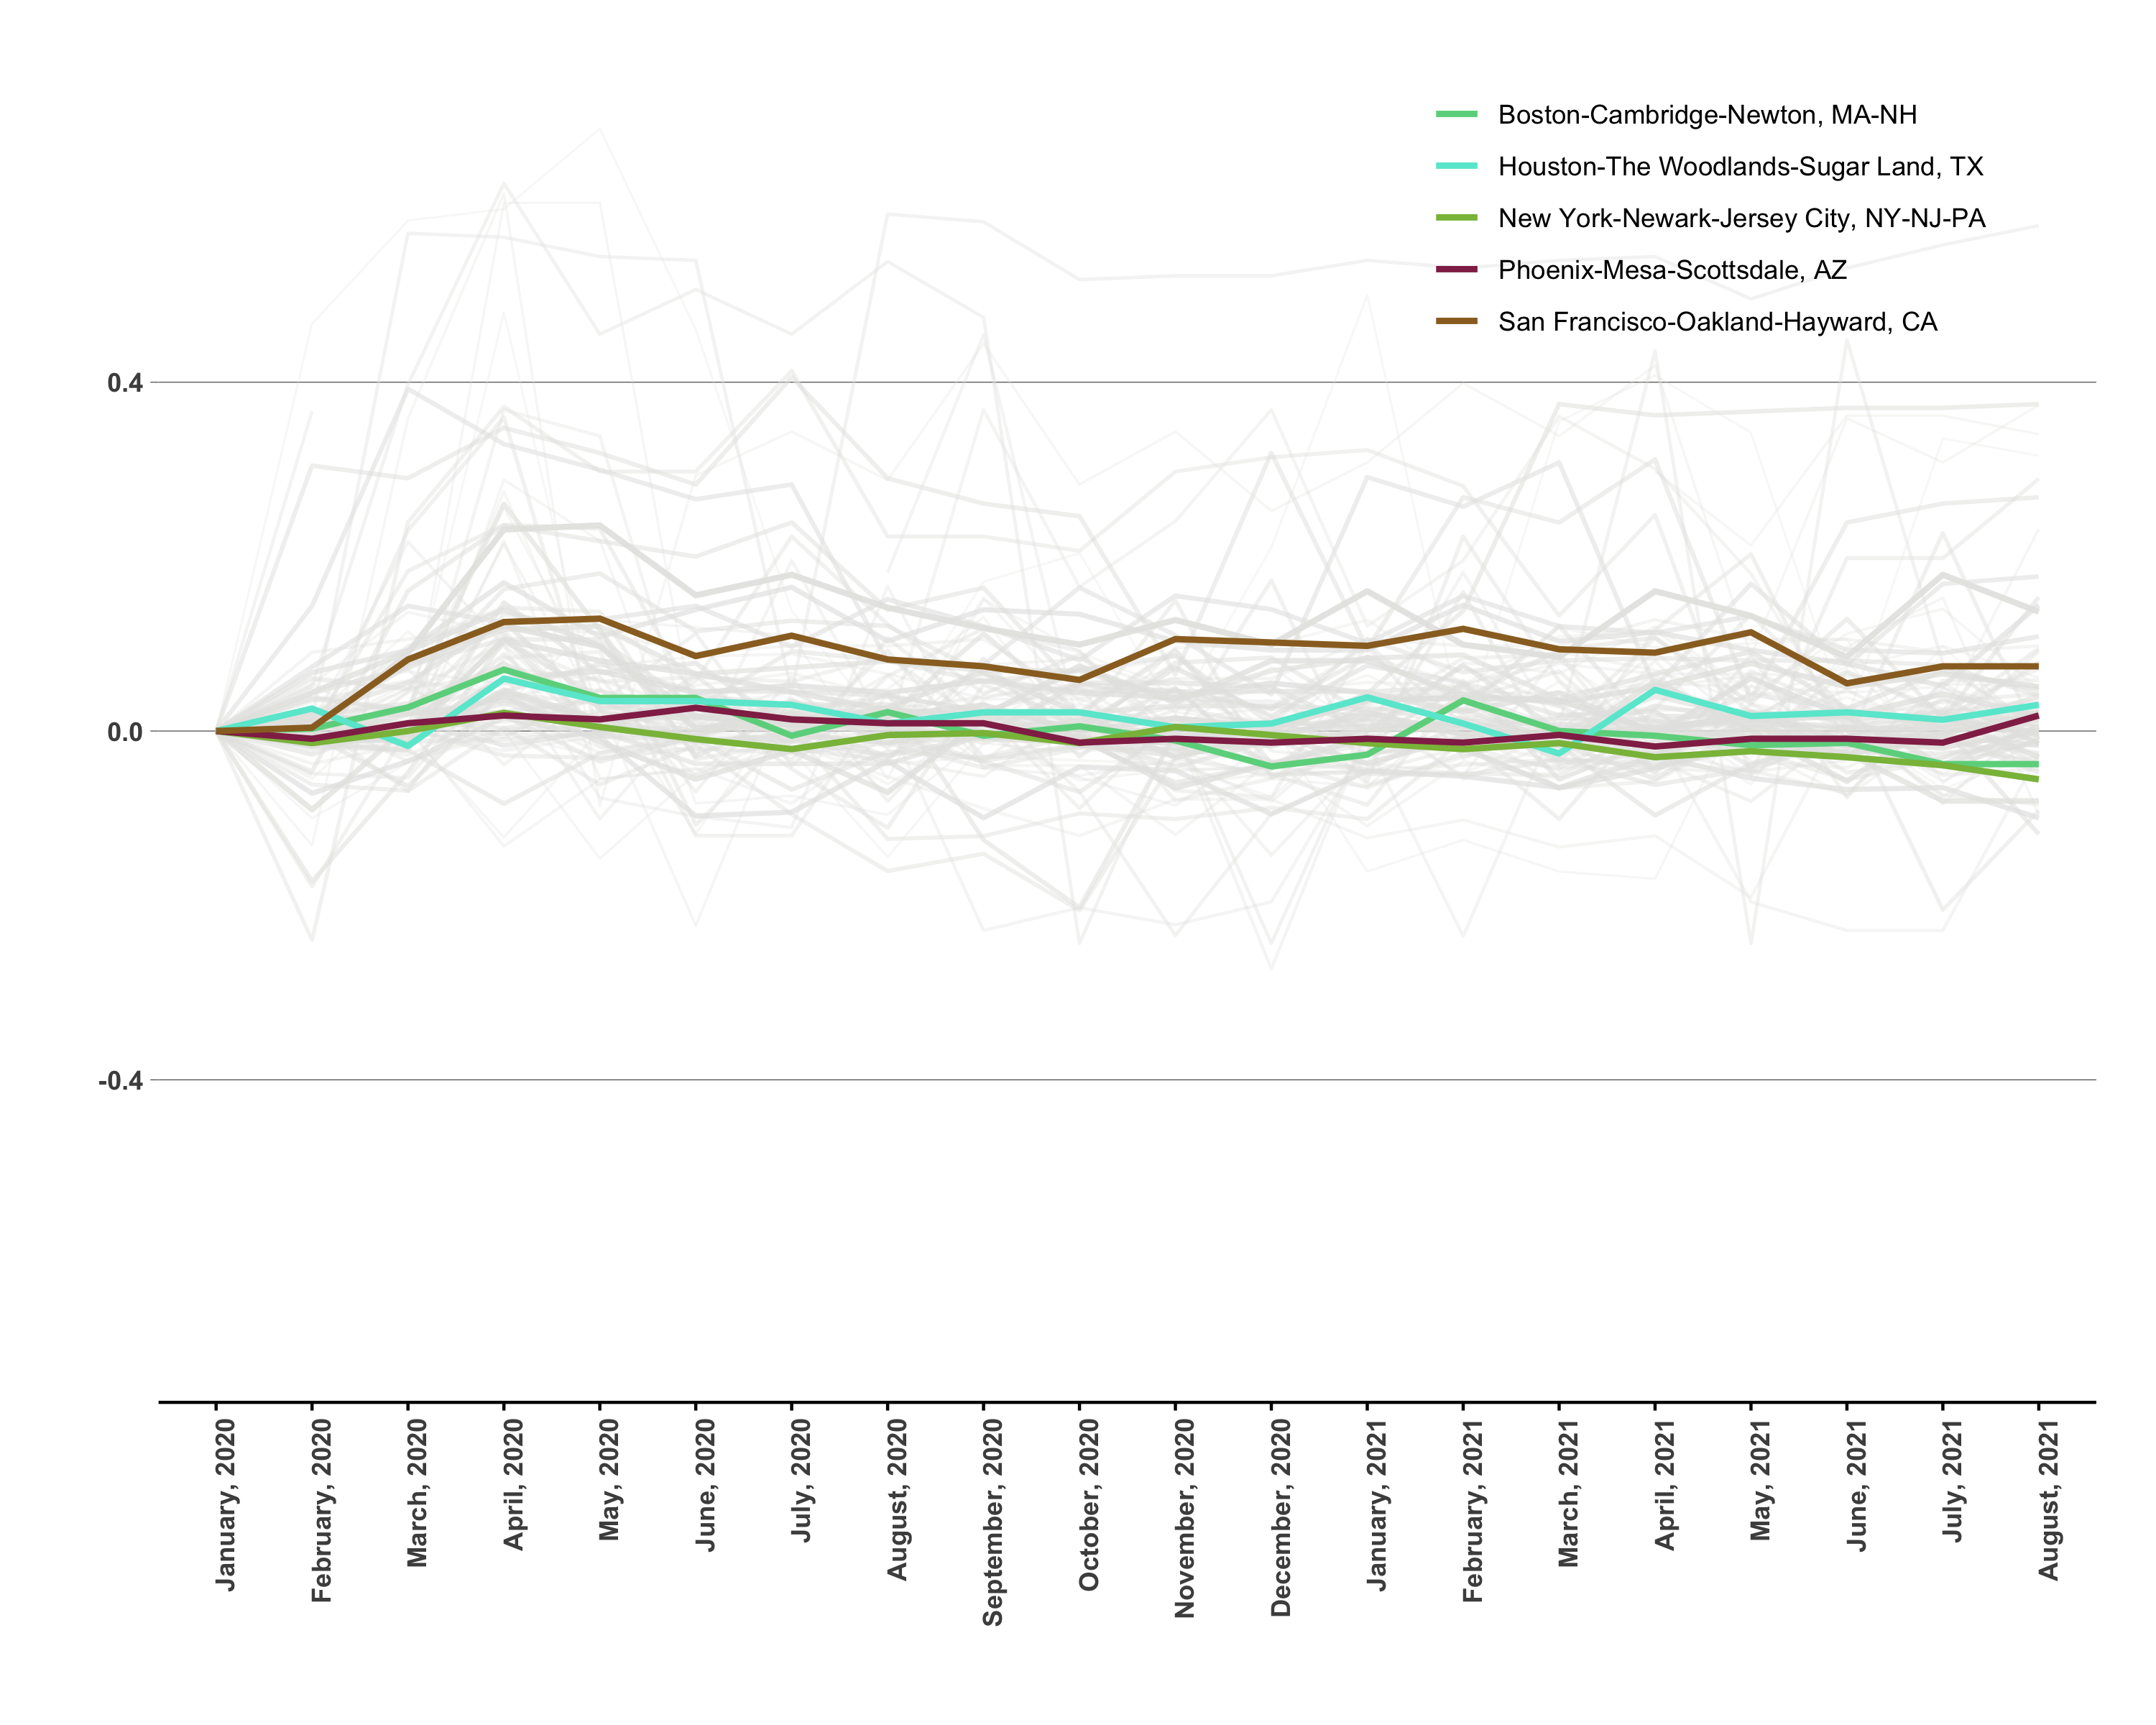 Boston-Cambridge-Newton, MA-NH
Houston-The Woodlands-Sugar Land, TX
New York-Newark-Jersey City, NY-NJ-PA
Phoenix-Mesa-Scottsdale, AZ
San Francisco-Oakland-Hayward, CA
0.4
0.0
-0.4
January, 2020
February, 2020
March, 2020
April, 2020
May, 2020
June, 2020
July, 2020
August, 2020
September, 2020
October, 2020
November, 2020
December, 2020
January, 2021
February, 2021
March, 2021
April, 2021
May, 2021
June, 2021
July, 2021
August, 2021